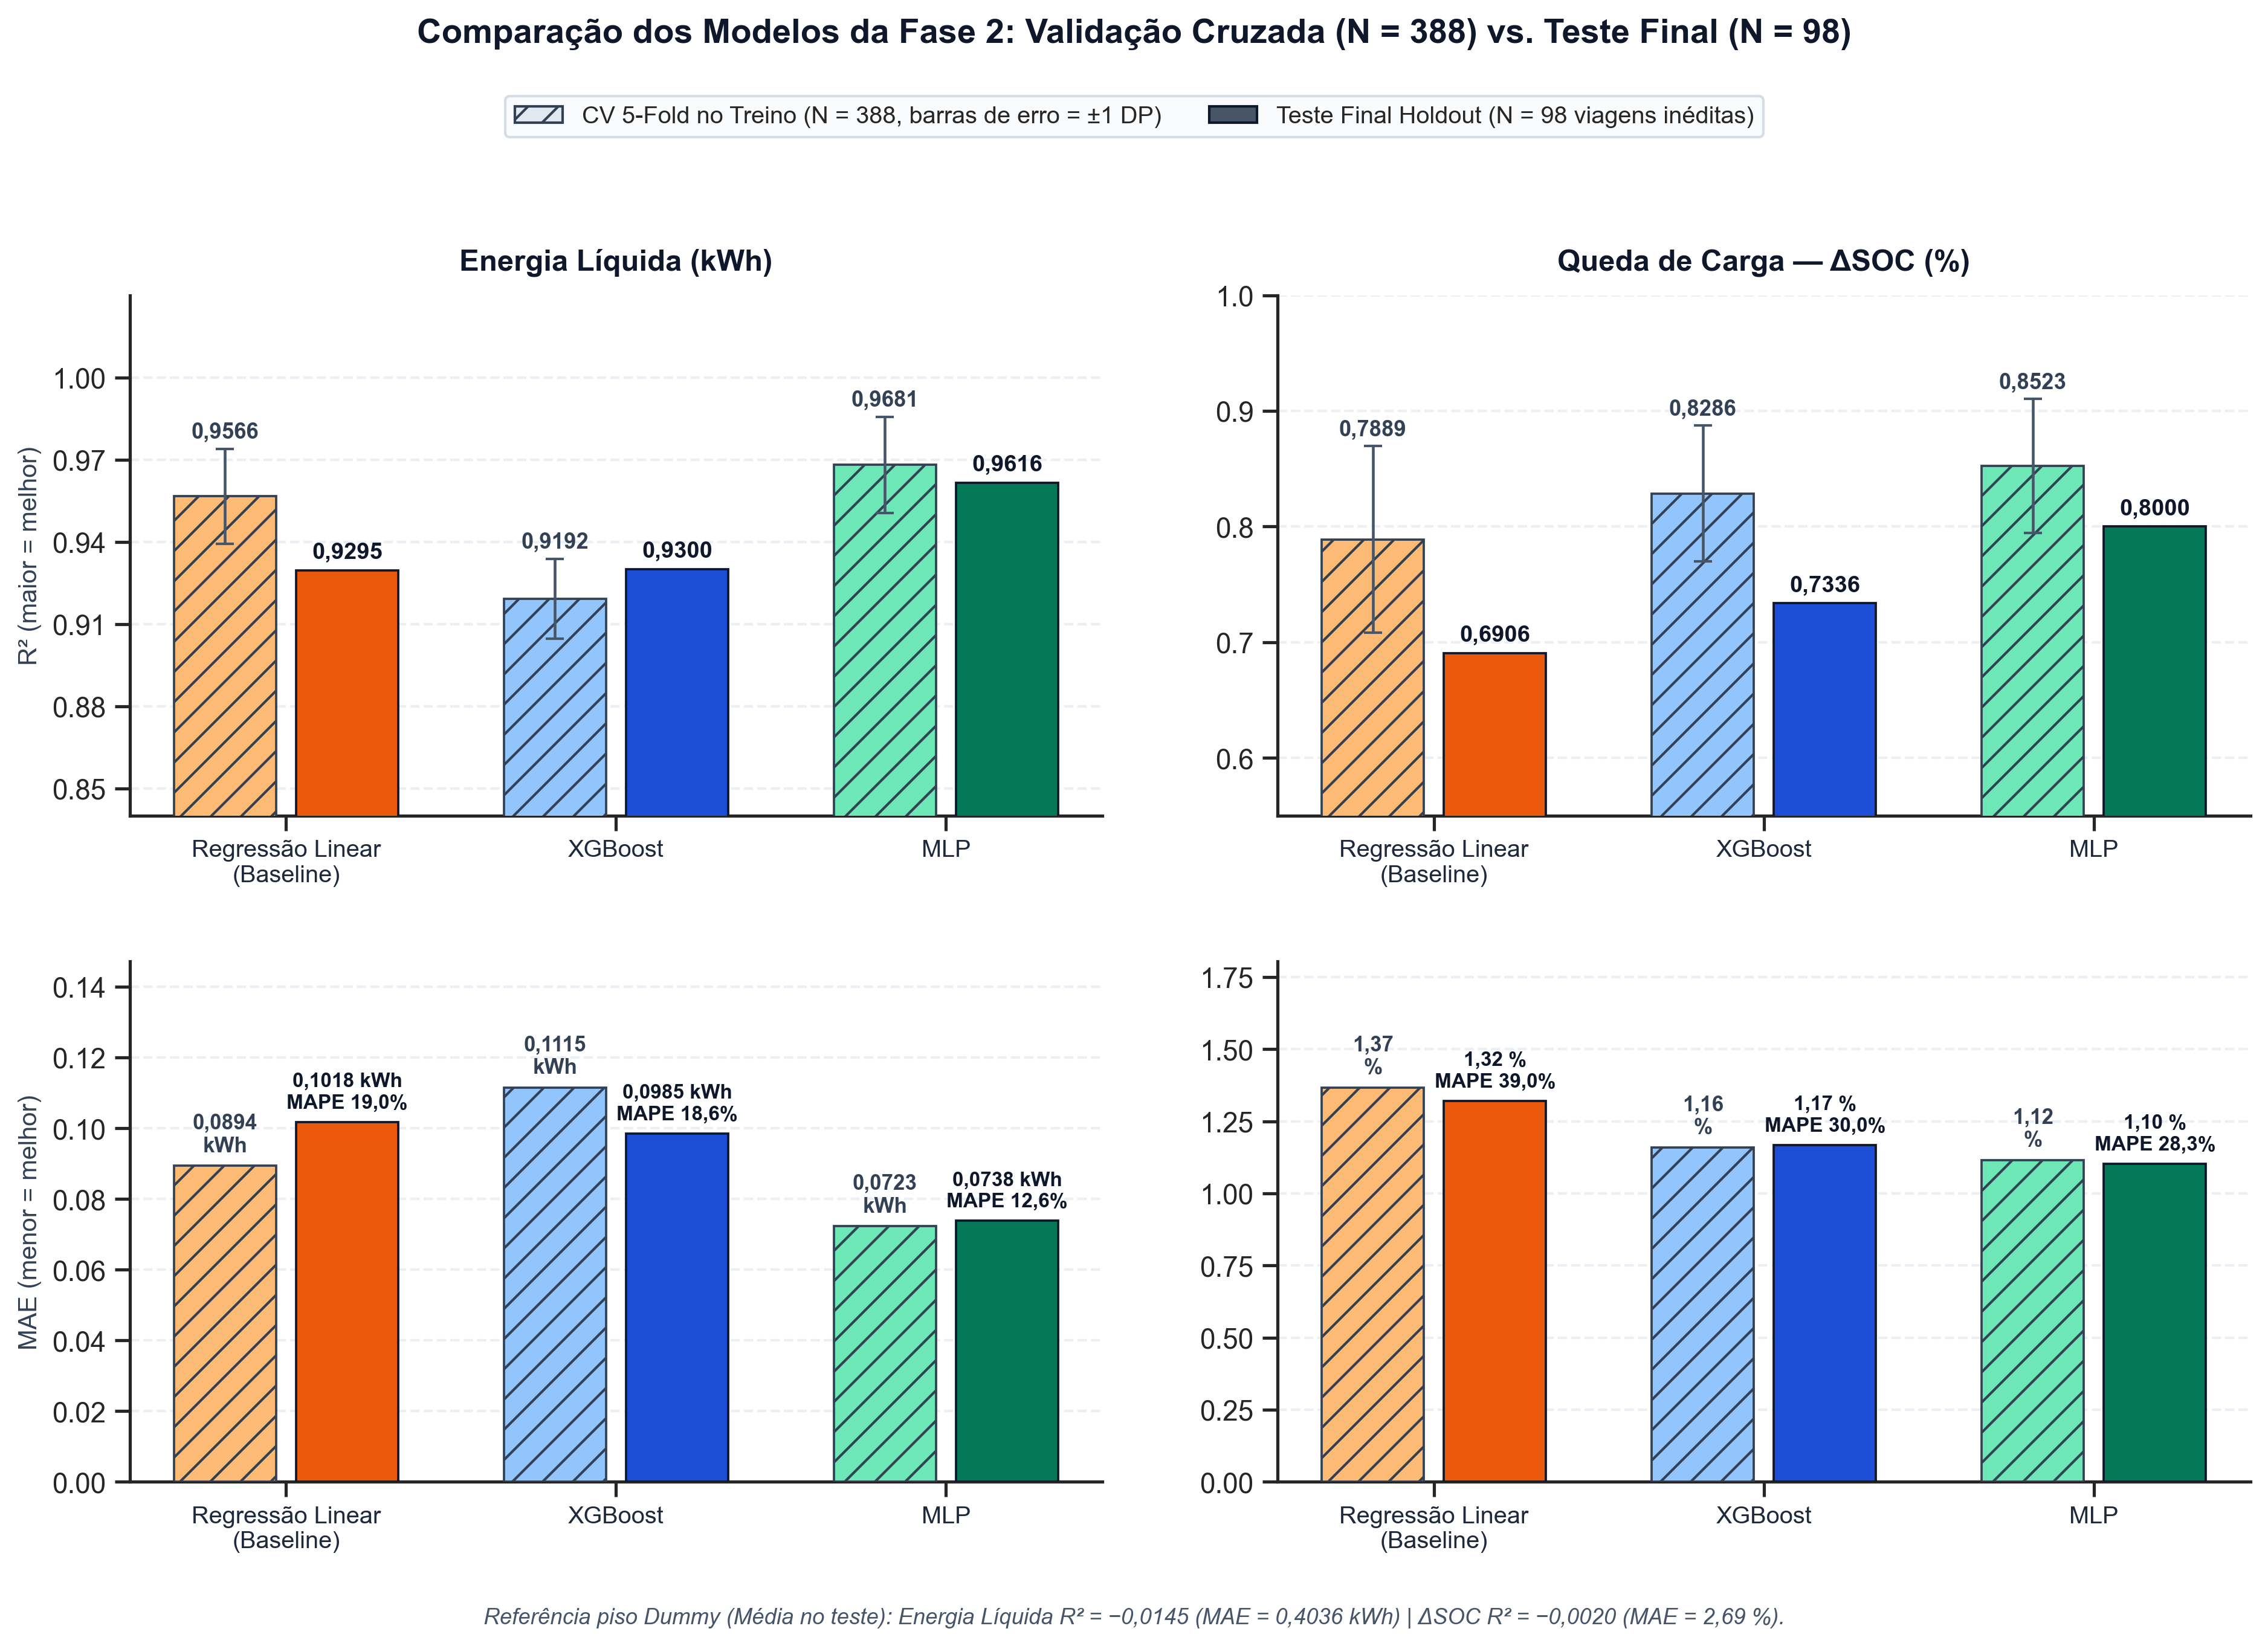 Comparação dos Modelos da Fase 2: Validação Cruzada (N = 388) vs. Teste Final (N = 98)
CV 5-Fold no Treino (N = 388, barras de erro = ±1 DP)
Teste Final Holdout (N = 98 viagens inéditas)
Energia Líquida (kWh)
R² (maior = melhor)
1.00
0.97
0.94
0.91
0.88
0.85
0,9566
0,9295
0,9192
0,9300
0,9681
0,9616
Regressão Linear
(Baseline)
XGBoost
MLP
Queda de Carga — ΔSOC (%)
1.0
0.9
0.8
0.7
0.6
0,7889
0,6906
0,8286
0,7336
0,8523
0,8000
Regressão Linear
(Baseline)
XGBoost
MLP
MAE (menor = melhor)
0.14
0.12
0.10
0.08
0.06
0.04
0.02
0.00
0,0894
kWh
0,1018 kWh
MAPE 19,0%
0,1115
kWh
0,0985 kWh
MAPE 18,6%
0,0723
kWh
0,0738 kWh
MAPE 12,6%
Regressão Linear
(Baseline)
XGBoost
MLP
1.75
1.50
1.25
1.00
0.75
0.50
0.25
0.00
1,37
%
1,32 %
MAPE 39,0%
1,16
%
1,17 %
MAPE 30,0%
1,12
%
1,10 %
MAPE 28,3%
Regressão Linear
(Baseline)
XGBoost
MLP
Referência piso Dummy (Média no teste): Energia Líquida R² = −0,0145 (MAE = 0,4036 kWh) | ΔSOC R² = −0,0020 (MAE = 2,69 %).